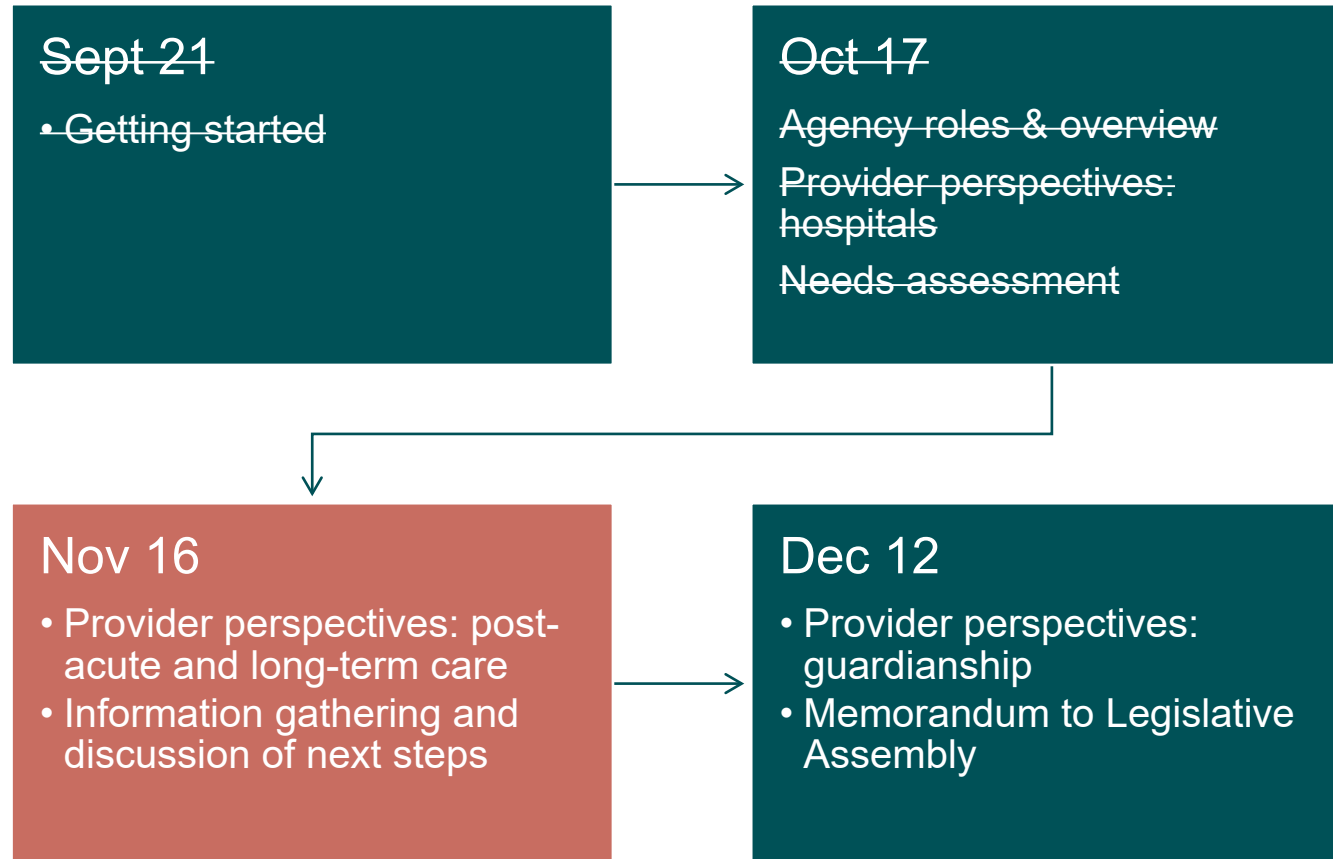 Sept 21
• Getting started
Oct 17
Agency roles & overview
Provider perspectives:
hospitals
Needs assessment
Nov 16
• Provider perspectives: post-
acute and long-term care
• Information gathering and
discussion of next steps
Dec 12
• Provider perspectives:
guardianship
• Memorandum to Legislative
Assembly